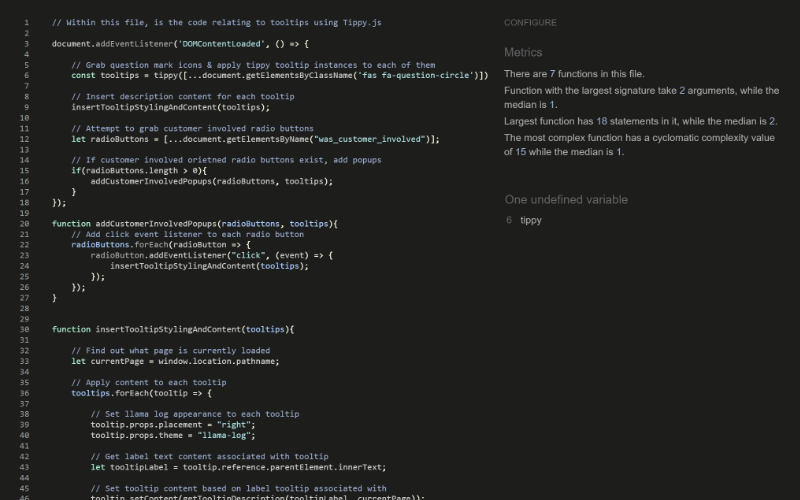 1 // Within this file, is the code relating to tooltips using Tippy.js
2
3 document.addEventListener('DOMContentLoaded', () => {
4
5 // Grab question mark icons & apply tippy tooltip instances to each of them
6 const tooltips = tippy([...document.getElementsByClassName('fas fa-question-circle')])
7
8 // Insert description content for each tooltip
9 insertTooltipStylingAndContent(tooltips);
10
11 // Attempt to grab customer involved radio buttons
12 let radioButtons = [...document.getElementsByName("was_customer_involved")];
13
14 // If customer involved orietned radio buttons exist, add popups
15 if(radioButtons.length > 0){
16 addCustomerInvolvedPopups(radioButtons, tooltips);
17 }
18 });
19
20 function addCustomerInvolvedPopups(radioButtons, tooltips){
21 // Add click event listener to each radio button
22 radioButtons.forEach(radioButton => {
23 radioButton.addEventListener("click", (event) => {
24 insertTooltipStylingAndContent(tooltips);
25 });
26 });
27 }
28
29
30 function insertTooltipStylingAndContent(tooltips){
31
32 // Find out what page is currently loaded
33 let currentPage = window.location.pathname;
34
35 // Apply content to each tooltip
36 tooltips.forEach(tooltip => {
37
38 // Set llama log appearance to each tooltip
39 tooltip.props.placement = "right";
40 tooltip.props.theme = "llama-log";
41
42 // Get label text content associated with tooltip
43 let tooltipLabel = tooltip.reference.parentElement.innerText;
44
45 // Set tooltip content based on label tooltip associated with
46 tooltip.setContent(getTooltipDescription(tooltipLabel, currentPage));
CONFIGURE
Metrics
There are 7 functions in this file.
Function with the largest signature take 2 arguments, while the
median is 1.
Largest function has 18 statements in it, while the median is 2.
The most complex function has a cyclomatic complexity value
of 15 while the median is 1.
One undefined variable
6 tippy